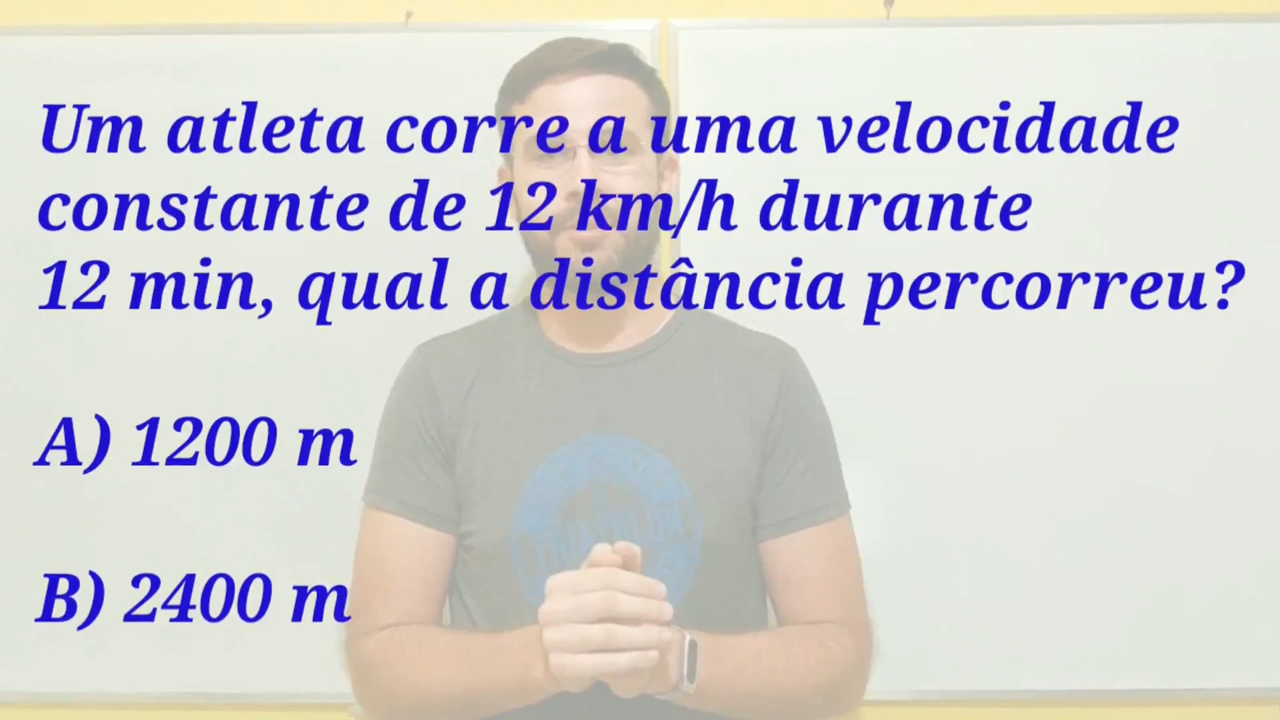 Um atleta corre a uma velocidade
constante de 12 km/h durante
12 min, qual a distância percorreu?
A) 1200 m
B) 2400 m